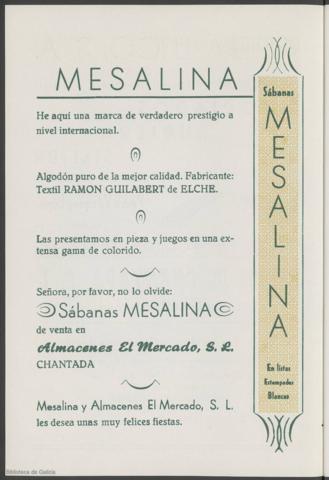 MESALINA
He aquí una marca de verdadero prestigio a
nivel internacional.
Algodón puro de la mejor calidad. Fabricante:
Textil RAMON GUILABERT de ELCHE.
Las presentamos en pieza y juegos en una ex-
tensa gama de colorido.
Señora, por favor, no lo olvide:
Sábanas MESALINA
de venta en
Almacenes El Mercado, S. L.
CHANTADA
Mesalina y Almacenes El Mercado, S. L.
les desea unas muy felices fiestas.
Sábanas
MESALINA
En listas
Estampadas
Blancas
Biblioteca de Galicia